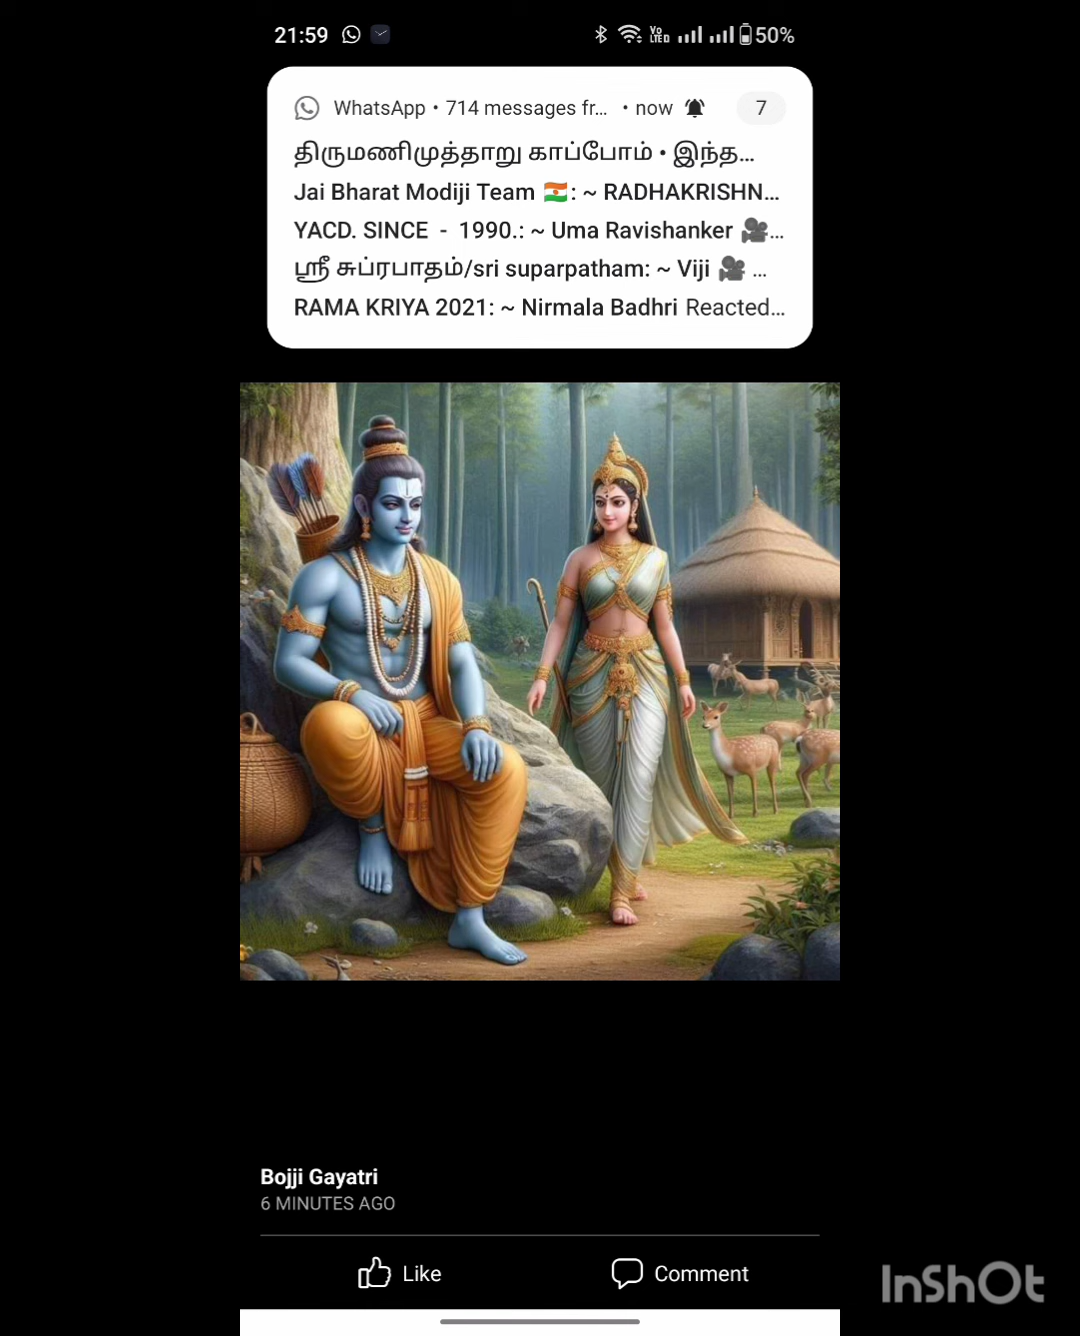 21:59 Vo LTED 50%
WhatsApp • 714 messages fr... • now 7
திருமணிமுத்தாறு காப்போம் • இந்த...
Jai Bharat Modiji Team 🇮🇳: ~ RADHAKRISHN...
YACD. SINCE - 1990.: ~ Uma Ravishanker 🎥...
ஸ்ரீ சுப்ரபாதம்/sri suparpatham: ~ Viji 🎥 ...
RAMA KRIYA 2021: ~ Nirmala Badhri Reacted...
Bojji Gayatri
6 MINUTES AGO
Like Comment
InShOt